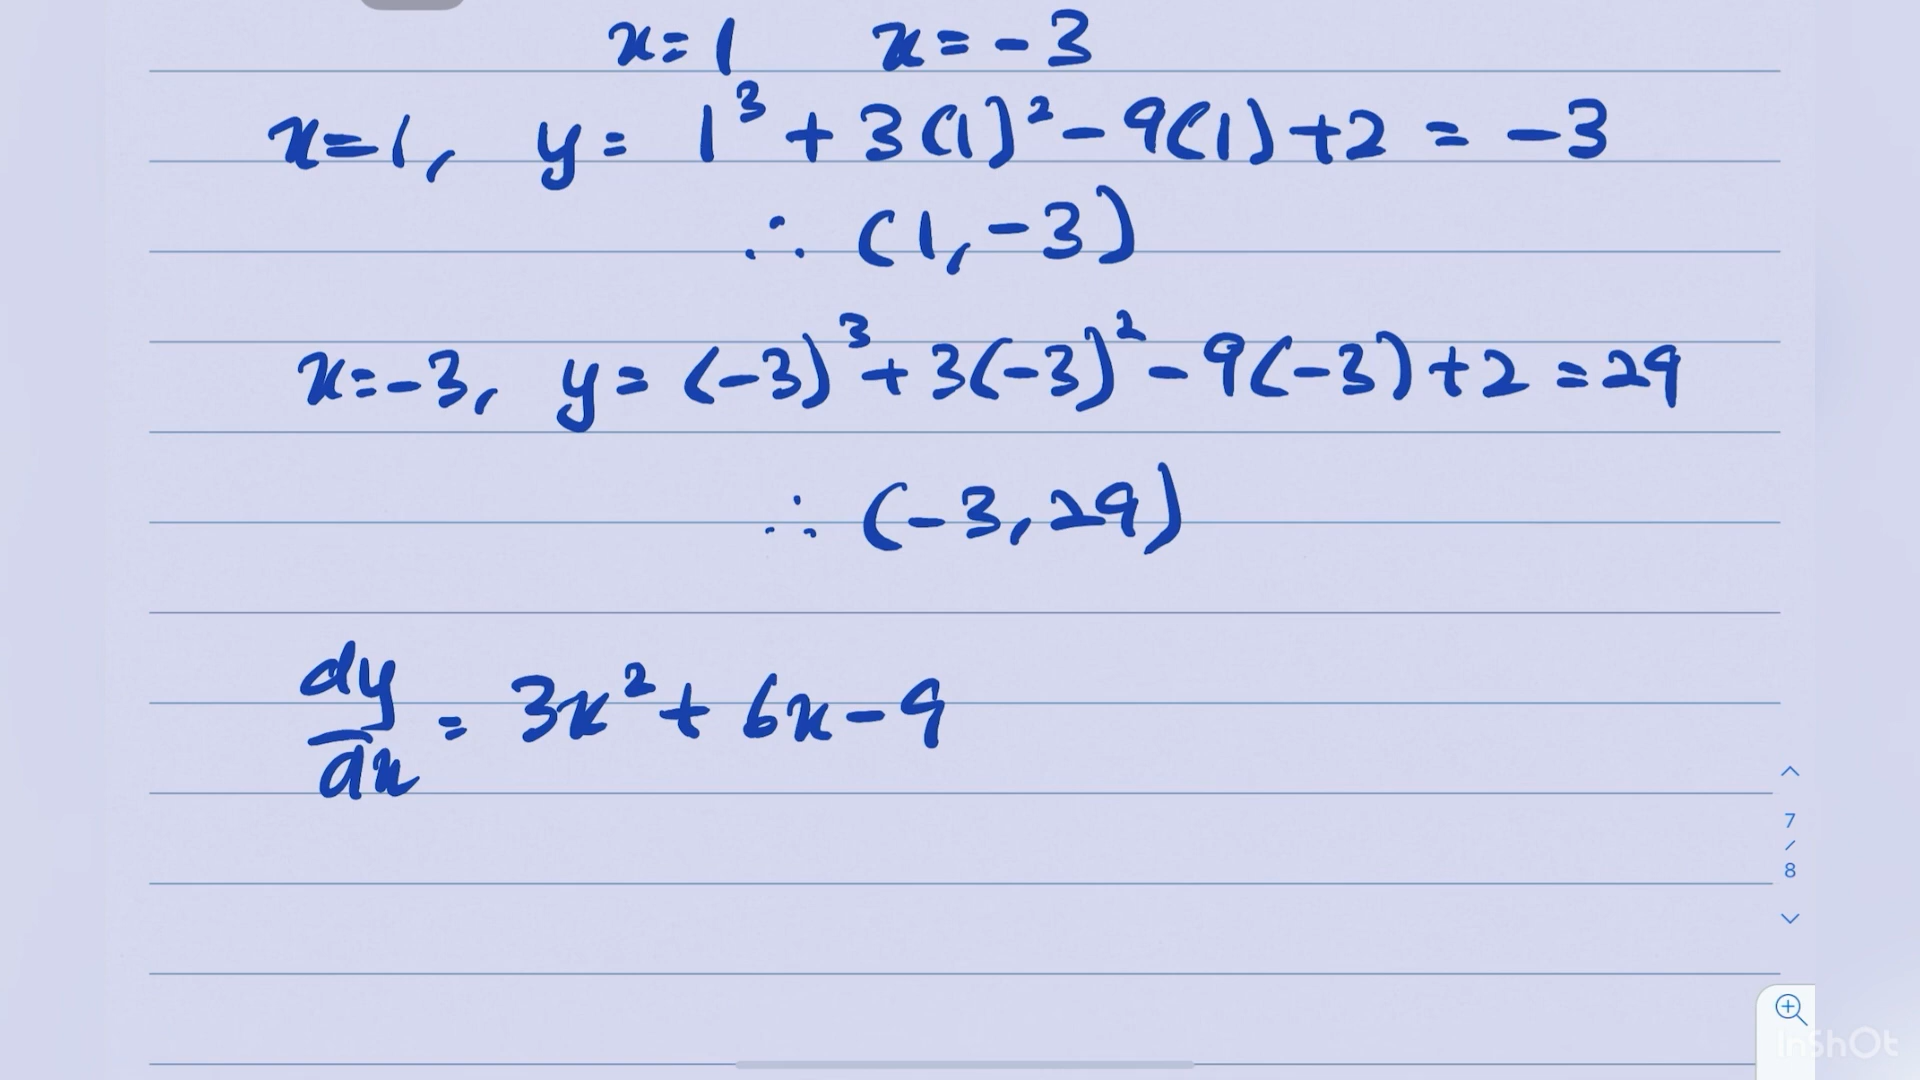 x=1 x=-3
x=1, y= 1³+3(1)²-9(1)+2 = -3
∴ (1,-3)
x=-3, y= (-3)³+3(-3)²-9(-3)+2 =29
∴ (-3,29)
dy/dx = 3x²+6x-9
7
/
8
InShOt